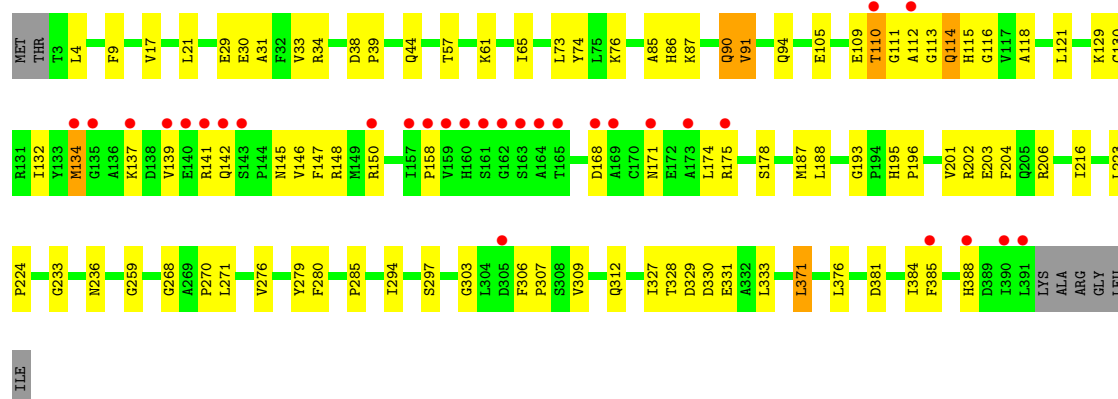 MET THR T3 L4 F9 V17 L21 E29 E30 A31 F32 V33 R34 D38 P39 Q44 T57 K61 I65 L73 Y74 L75 K76 A85 H86 K87 Q90 V91 Q94 E105 E109 T110 G111 A112 G113 Q114 H115 G116 V117 A118 L121 K129 G130
R131 I132 Y133 M134 G135 A136 K137 D138 V139 E140 R141 Q142 S143 P144 N145 V146 F147 R148 M149 R150 I157 P158 V159 H160 S161 G162 S163 A164 T165 D168 A169 C170 N171 E172 A173 L174 R175 S178 M187 L188 G193 P194 H195 P196 V201 R202 E203 F204 Q205 R206 I216 L223
P224 G233 N236 G259 G268 A269 P270 L271 V276 Y279 F280 P285 I294 S297 G303 L304 D305 F306 P307 S308 V309 Q312 I327 T328 D329 D330 E331 A332 L333 L371 L376 D381 I384 F385 H388 D389 I390 L391 LYS ALA ARG GLY LEU
ILE